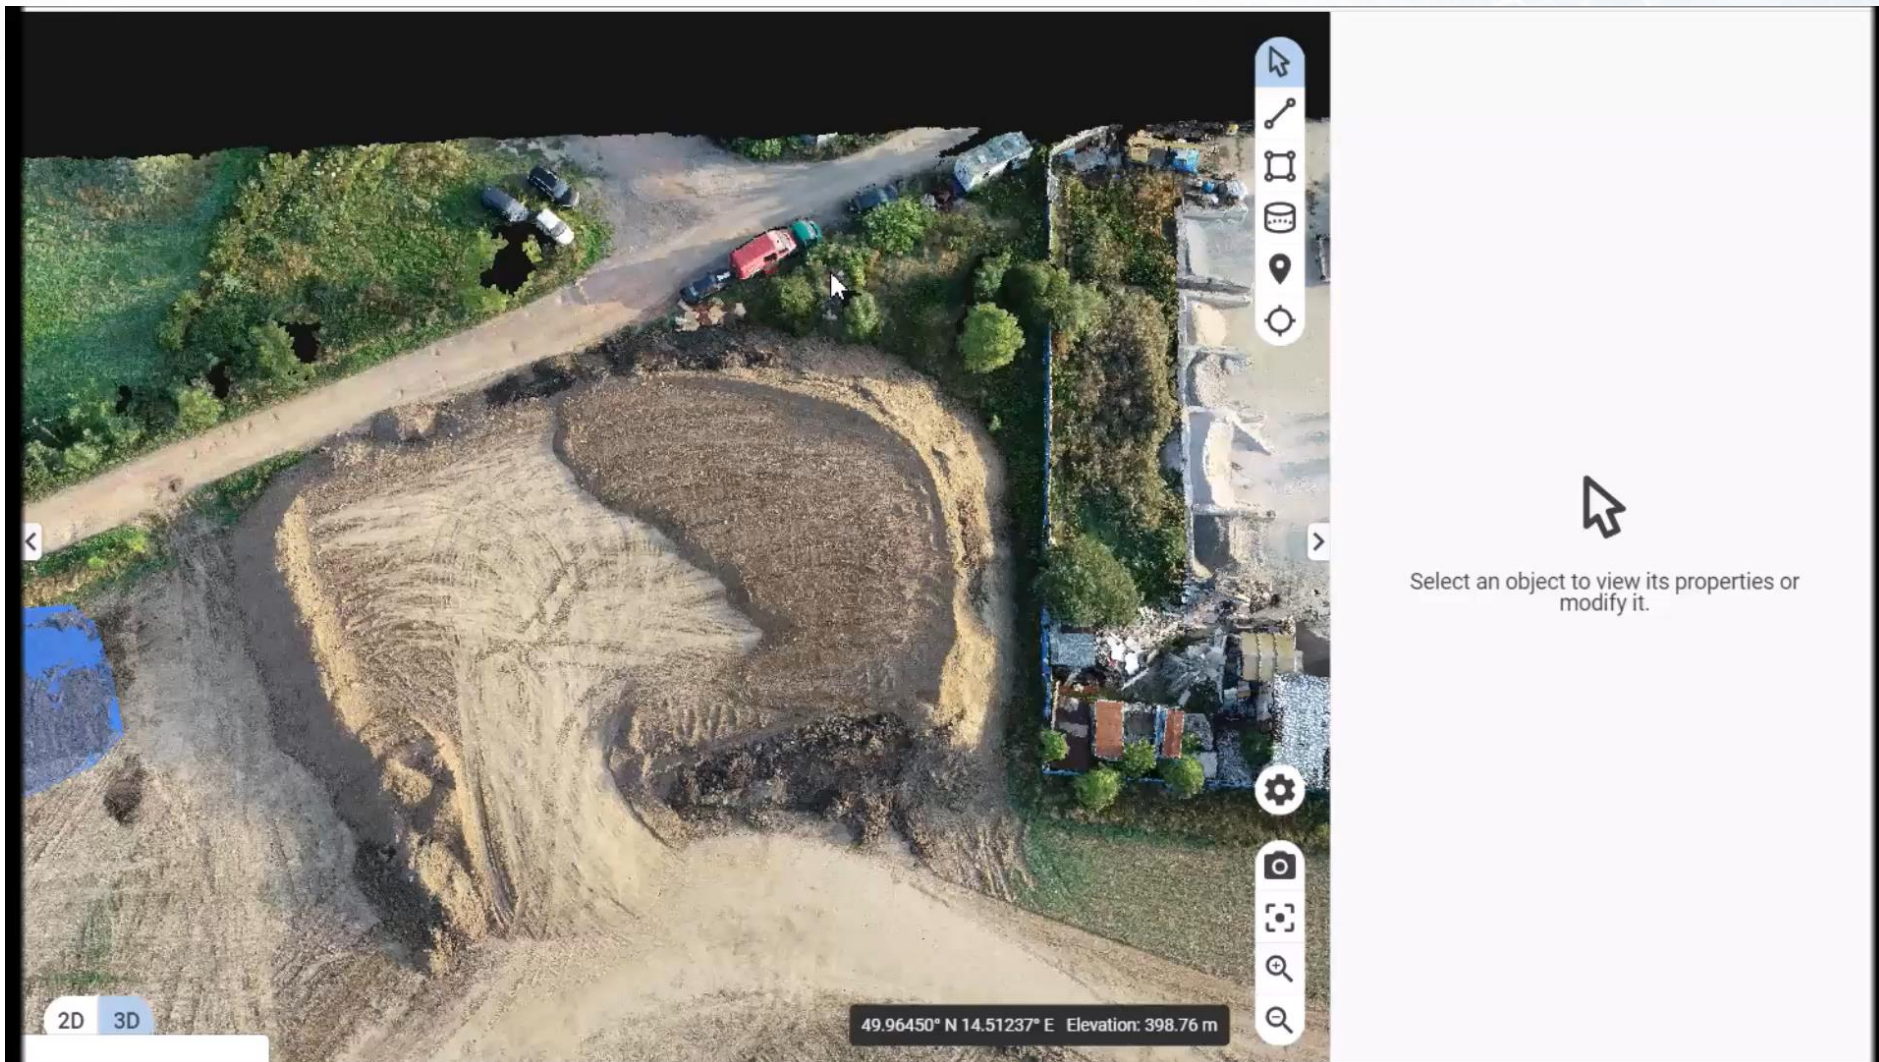 Select an object to view its properties or
modify it.
2D 3D
49.96450° N 14.51237° E Elevation: 398.76 m